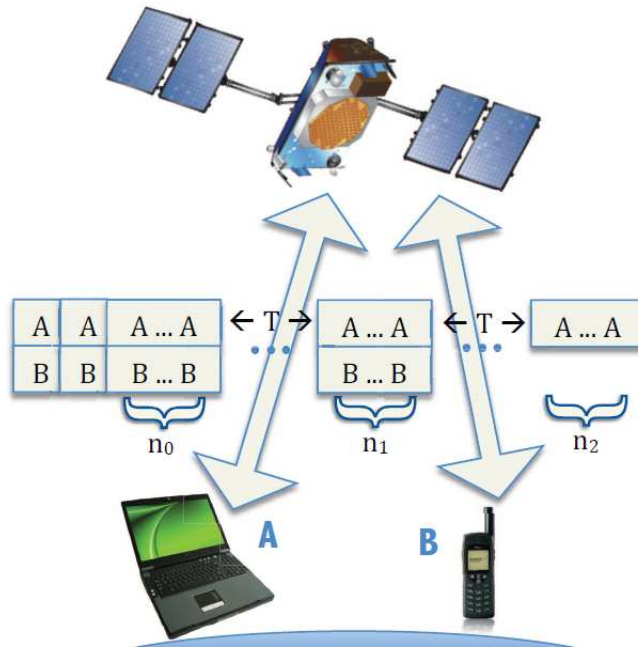 A A A ... A ← T → A ... A ← T → A ... A
B B B ... B B ... B
n₀ n₁ n₂
A B